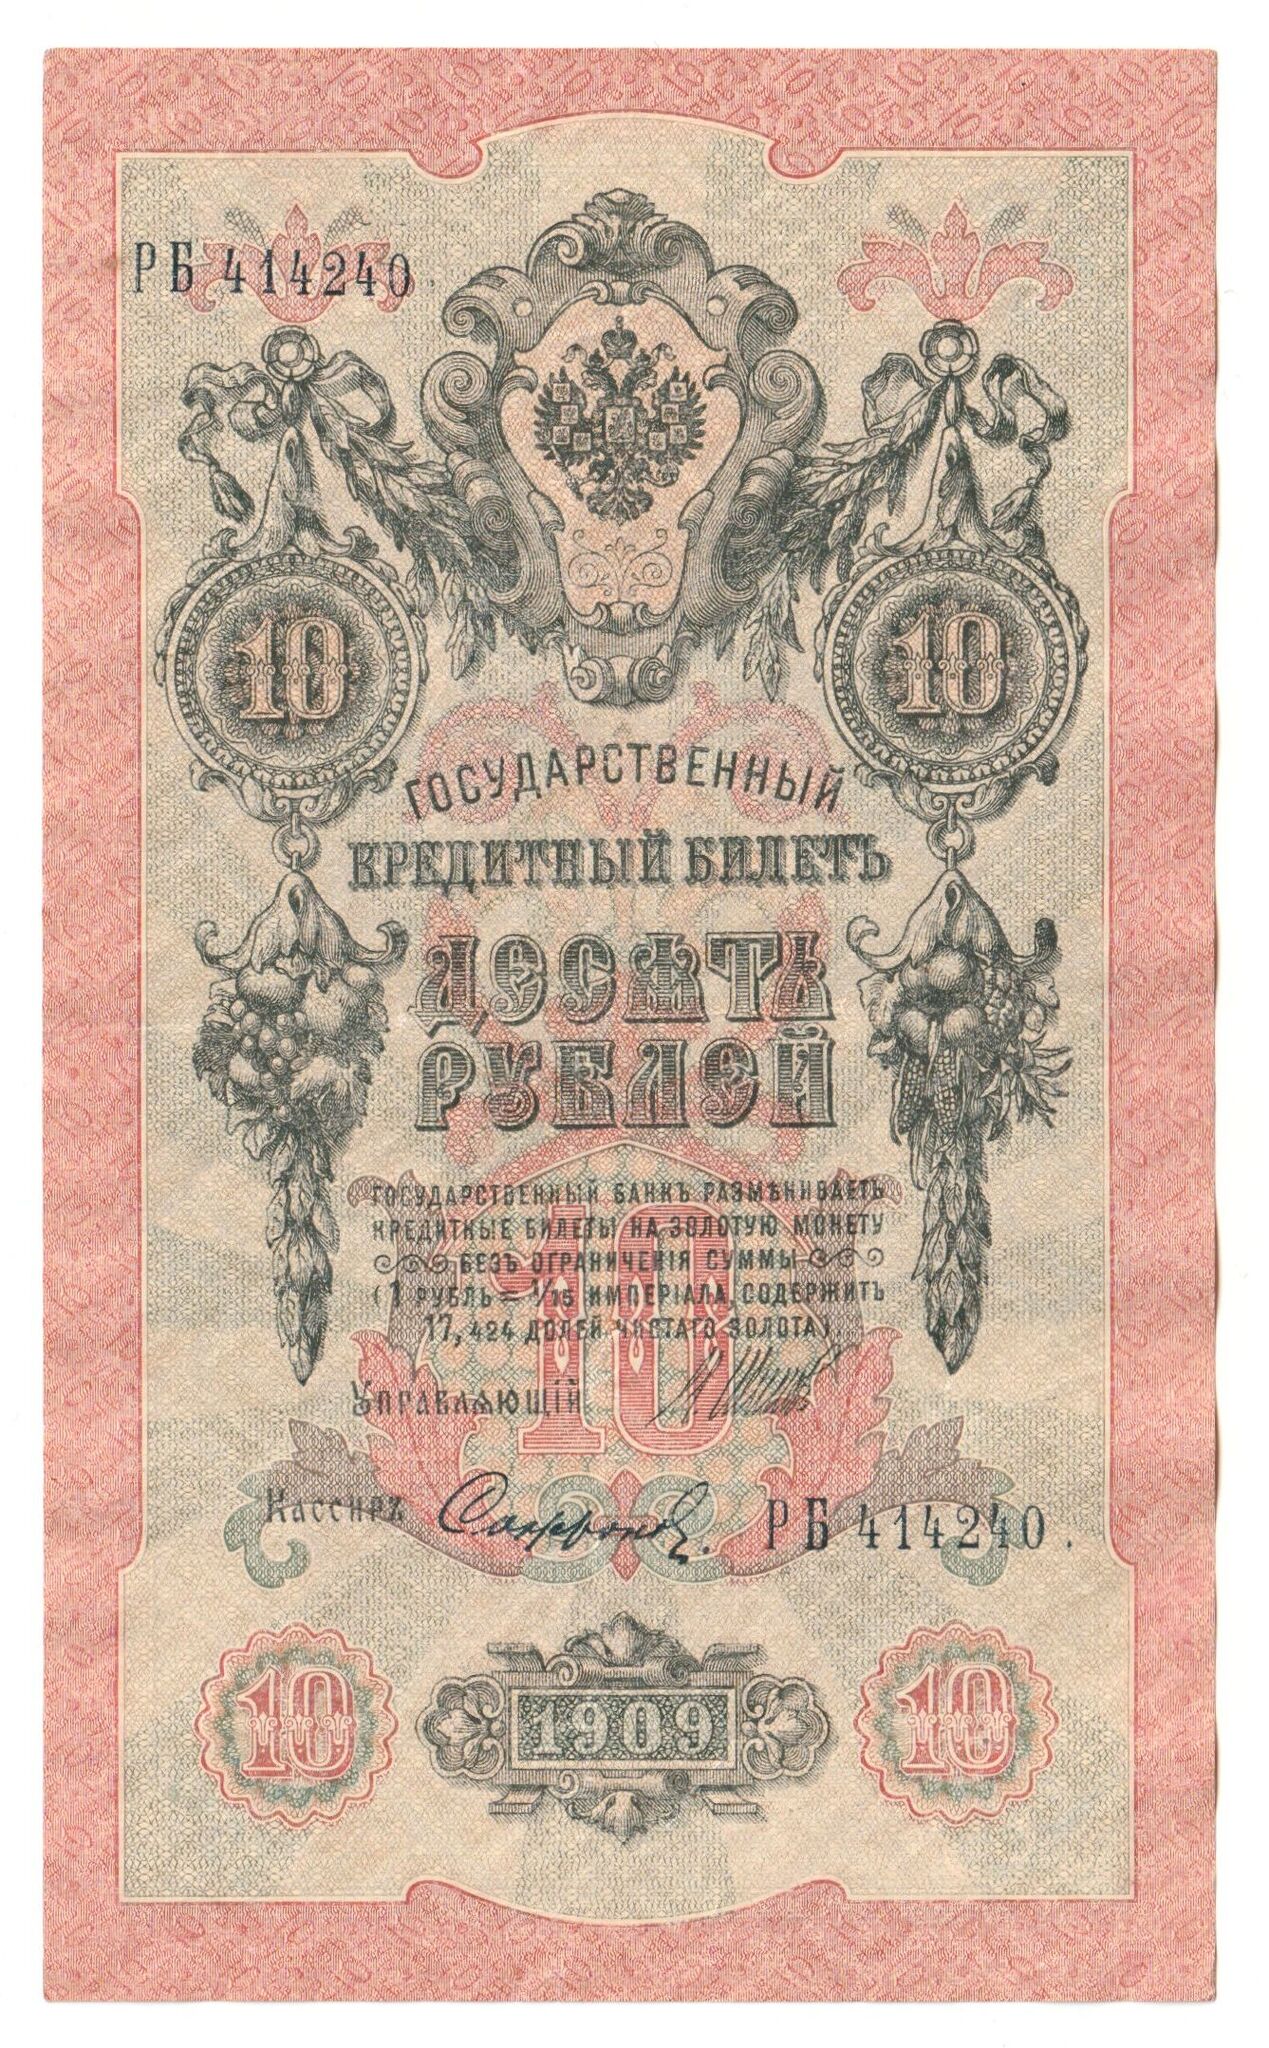 РБ 414240
10 10
ГОСУДАРСТВЕННЫЙ
КРЕДИТНЫЙ БИЛЕТЪ
ДЕСЯТЬ
РУБЛЕЙ
ГОСУДАРСТВЕННЫЙ БАНКЪ РАЗМѢНИВАЕТЪ
КРЕДИТНЫЕ БИЛЕТЫ НА ЗОЛОТУЮ МОНЕТУ
БЕЗЪ ОГРАНИЧЕНІЯ СУММЫ
(1 РУБЛЬ = 1/15 ИМПЕРІАЛА, СОДЕРЖИТЪ
17,424 ДОЛЕЙ ЧИСТАГО ЗОЛОТА).
10
Управляющій
Кассиръ Сафронов. РБ 414240.
10 1909 10